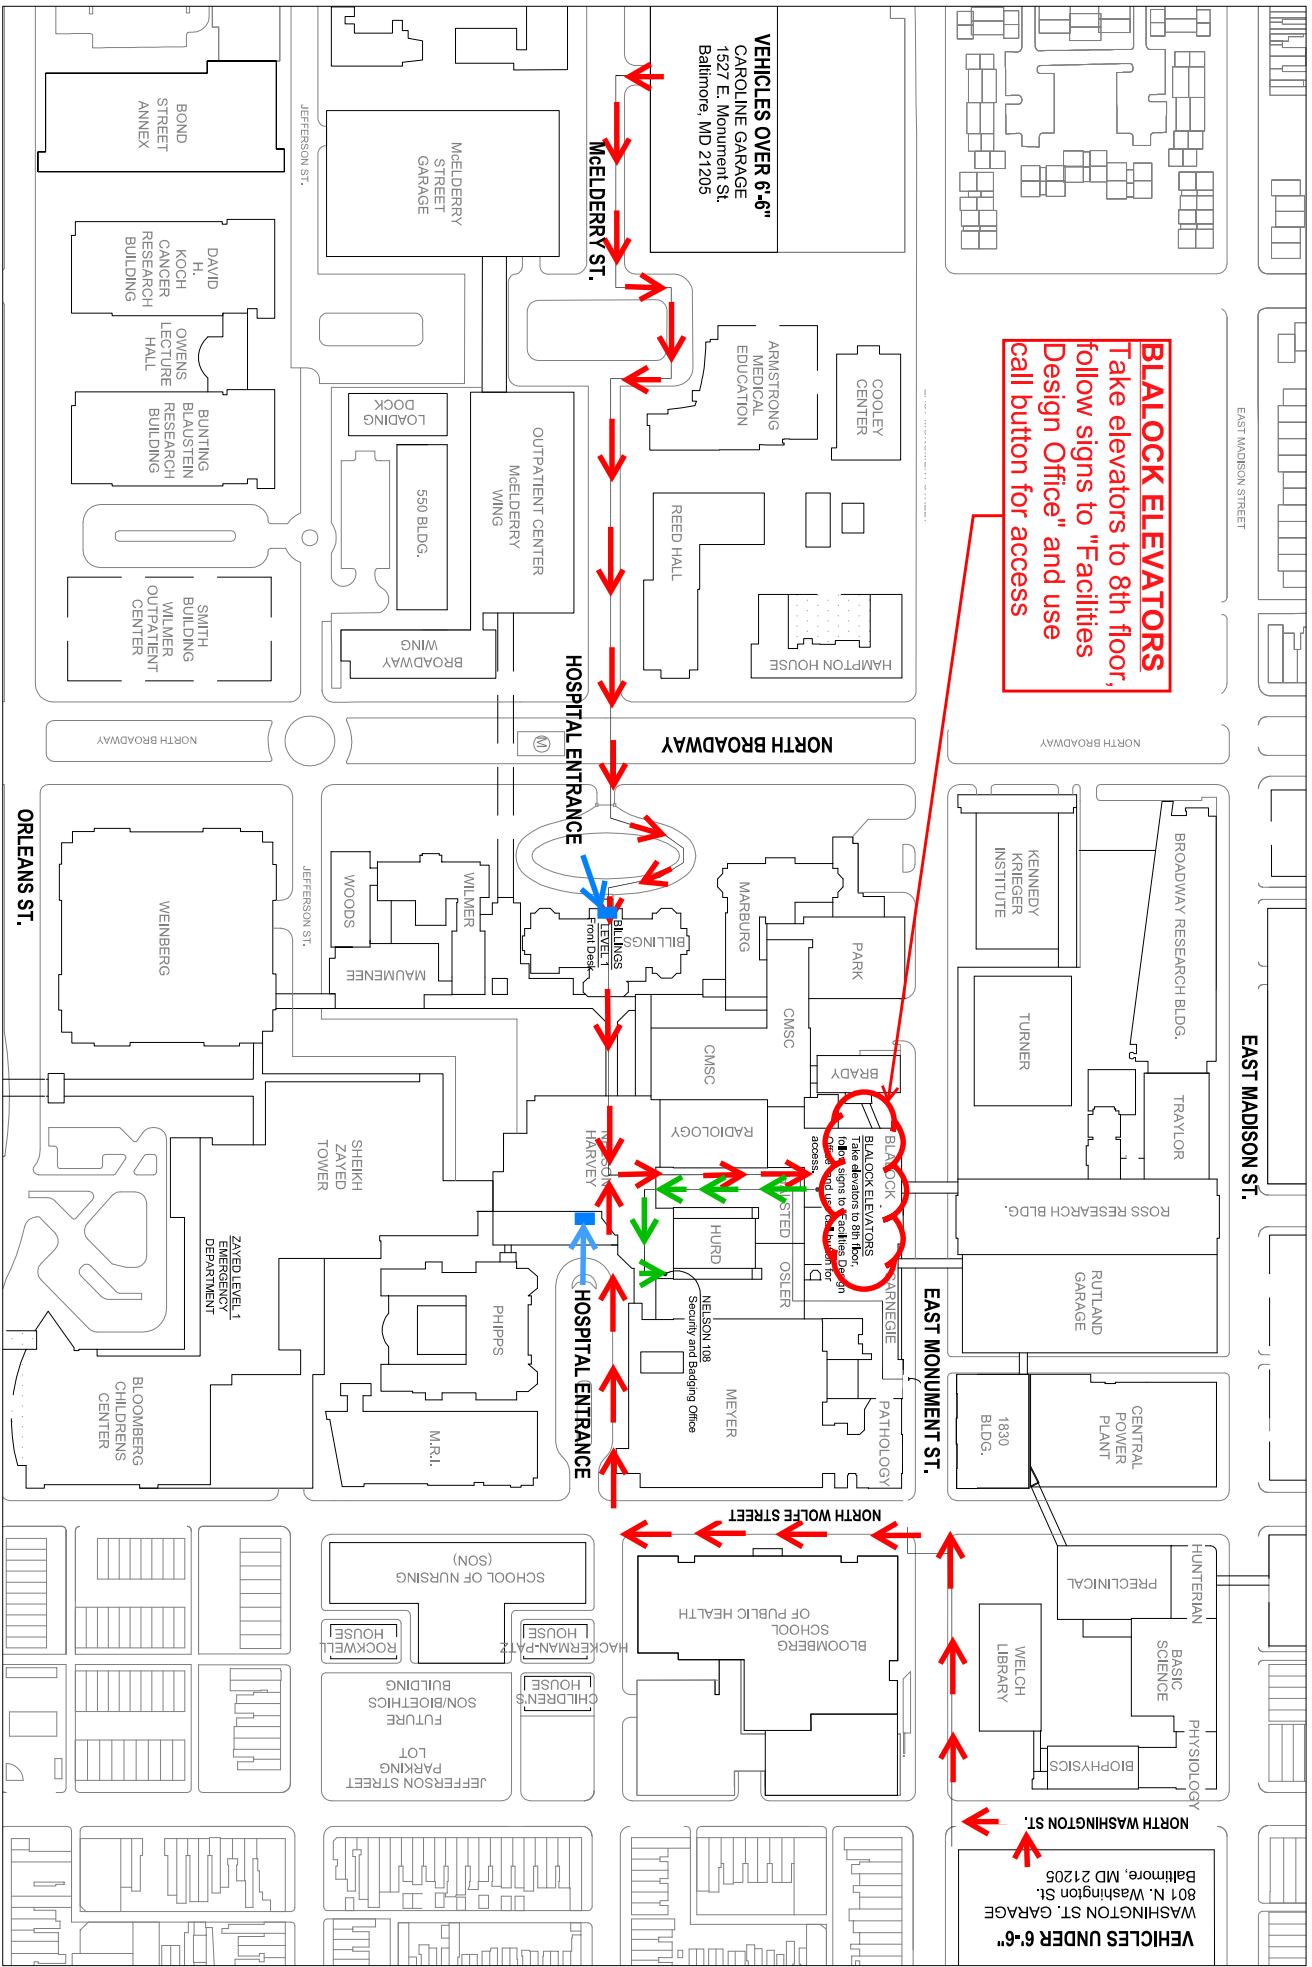 VEHICLES OVER 6'-6"
CAROLINE GARAGE
1527 E. Monument St.
Baltimore, MD 21205
BLALOCK ELEVATORS
Take elevators to 8th floor,
follow signs to "Facilities
Design Office" and use
call button for access
EAST MADISON STREET
BOND
STREET
ANNEX
JEFFERSON ST.
McELDERRY
STREET
GARAGE
McELDERRY ST.
DAVID
H.
KOCH
CANCER
RESEARCH
BUILDING
OWENS
LECTURE
HALL
BUNTING
BLAUSTEIN
RESEARCH
BUILDING
SMITH
BUILDING
WILMER
OUTPATIENT
CENTER
LOADING
DOCK
550 BLDG.
OUTPATIENT CENTER
McELDERRY
WING
BROADWAY
WING
ARMSTRONG
MEDICAL
EDUCATION
COOLEY
CENTER
REED HALL
HAMPTON HOUSE
HOSPITAL ENTRANCE
NORTH BROADWAY
M
NORTH BROADWAY
NORTH BROADWAY
ORLEANS ST.
WEINBERG
JEFFERSON ST.
WOODS
WILMER
MAUMENEE
BILLINGS
BILLINGS
LEVEL 1
Front Desk
MARBURG
PARK
CMSC
CMSC
BRADY
RADIOLOGY
KENNEDY
KRIEGER
INSTITUTE
BROADWAY RESEARCH BLDG.
TURNER
TRAYLOR
EAST MADISON ST.
ROSS RESEARCH BLDG.
RUTLAND
GARAGE
SHEIKH
ZAYED
TOWER
HARVEY
BLALOCK ELEVATORS
Take elevators to 8th floor,
HURD
OSLER
NELSON 108
Security and Badging Office
EAST MONUMENT ST.
ZAYED LEVEL 1
EMERGENCY
DEPARTMENT
PHIPPS
HOSPITAL ENTRANCE
MEYER
PATHOLOGY
1830
BLDG.
CENTRAL
POWER
PLANT
BLOOMBERG
CHILDRENS
CENTER
M.R.I.
NORTH WOLFE STREET
SCHOOL OF NURSING
(SON)
ROCKWELL
HOUSE
HACKERMAN-PATZ
HOUSE
CHILDREN'S
HOUSE
FUTURE
SON/BIOETHICS
BUILDING
JEFFERSON STREET
PARKING
LOT
BLOOMBERG
SCHOOL
OF PUBLIC HEALTH
PRECLINICAL
HUNTERIAN
WELCH
LIBRARY
BASIC
SCIENCE
BIOPHYSICS
PHYSIOLOGY
NORTH WASHINGTON ST.
VEHICLES UNDER 6'-6"
WASHINGTON ST. GARAGE
801 N. Washington St.
Baltimore, MD 21205